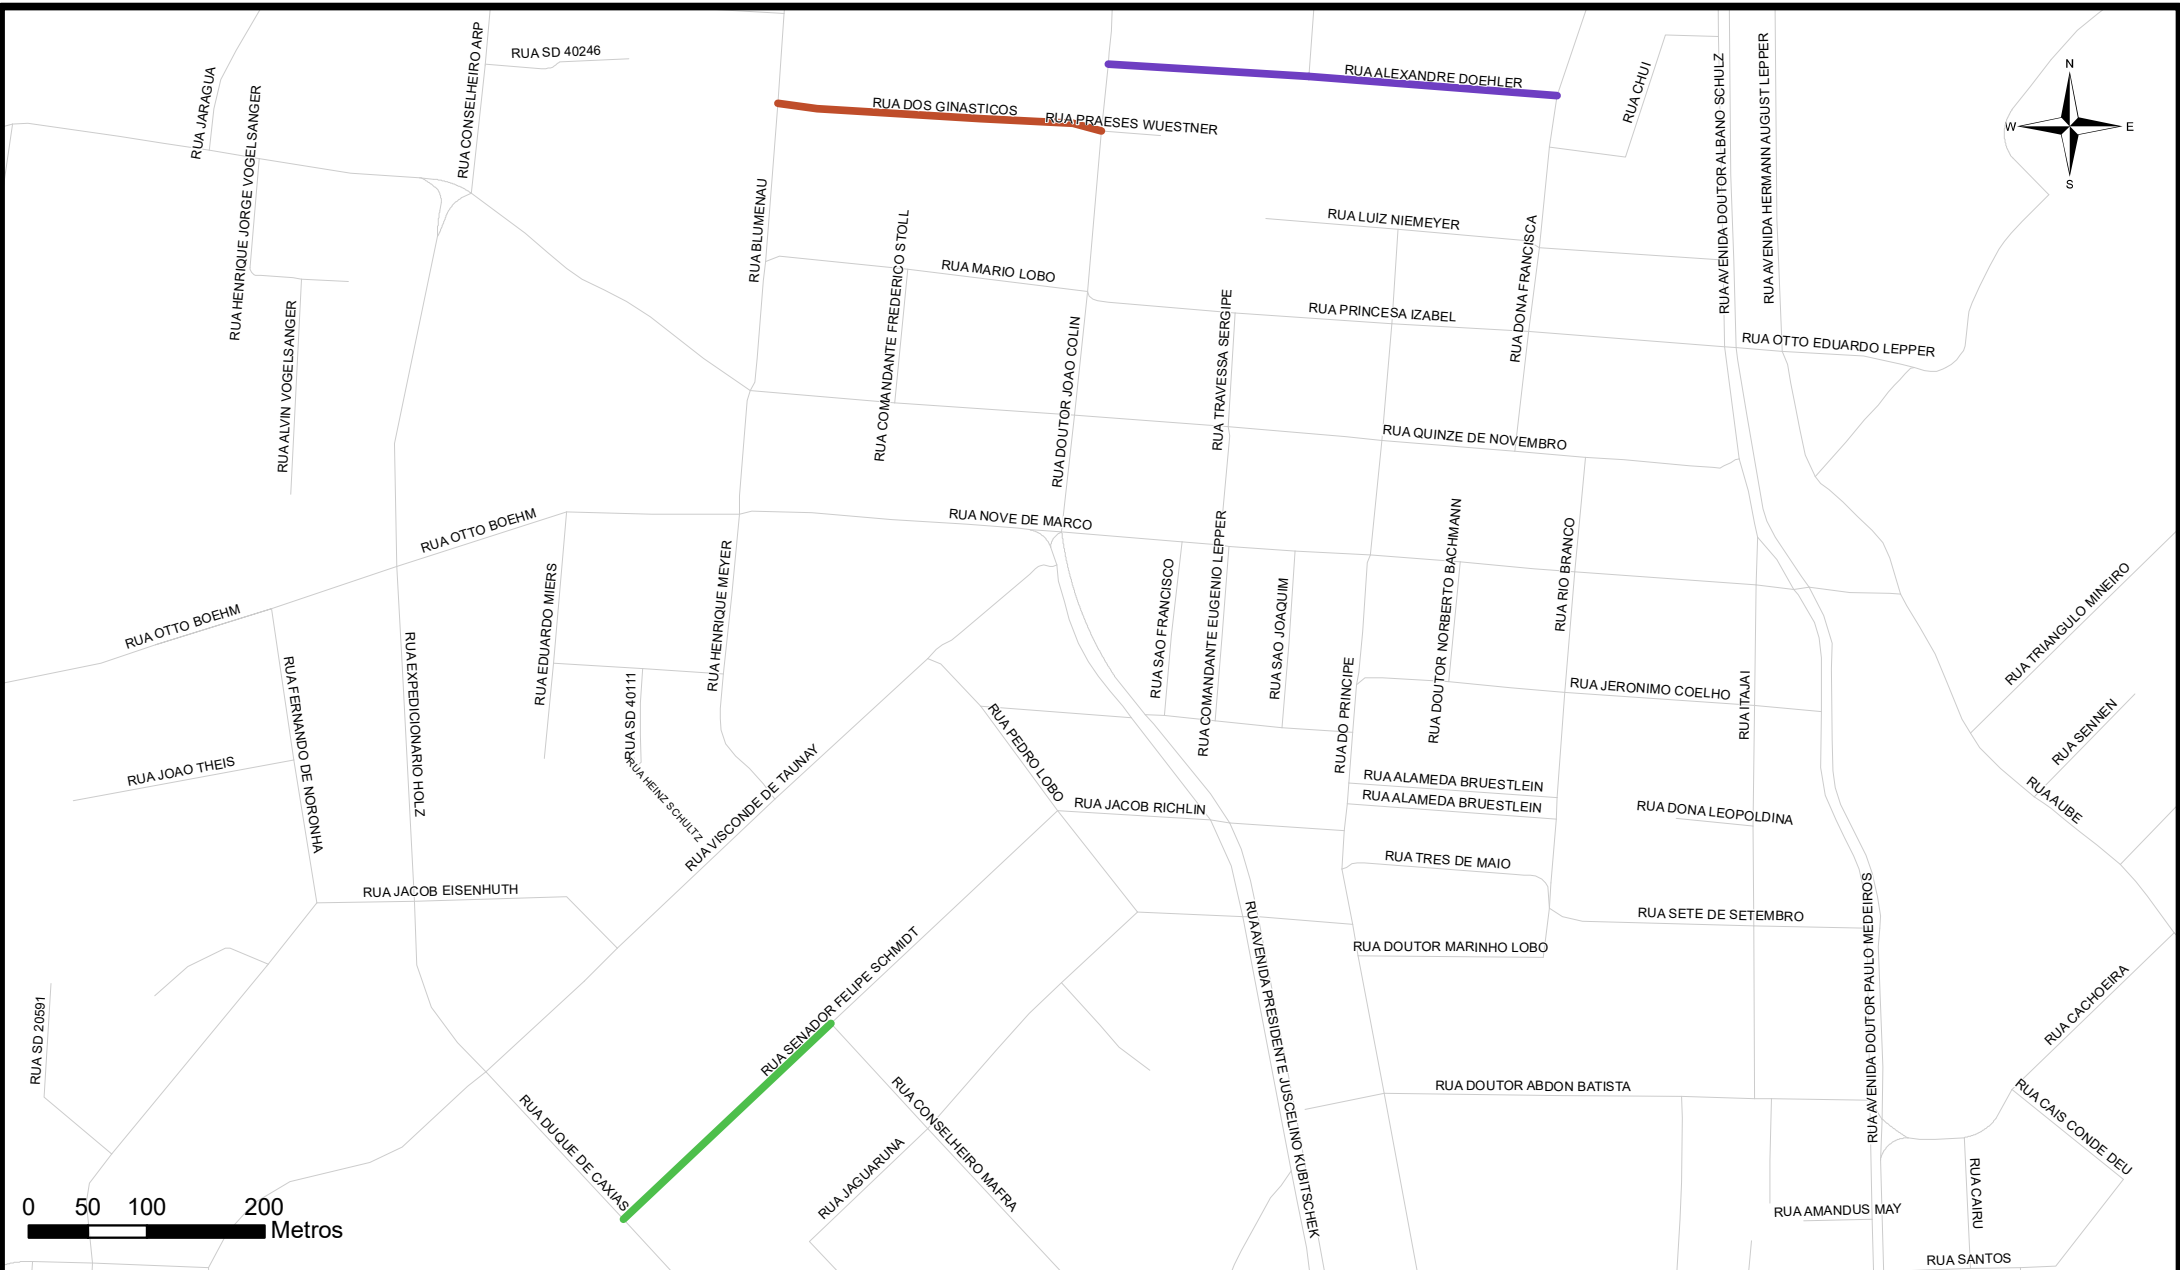 RUA SD 40246
RUA CONSELHEIRO ARP
RUA JARAGUA
RUA HENRIQUE JORGE VOGELSANGER
RUA ALVIN VOGELSANGER
RUA BLUMENAU
RUA DOS GINASTICOS
RUA PRAESES WUESTNER
RUA ALEXANDRE DOEHLER
RUA CHUI
RUA AVENIDA DOUTOR ALBANO SCHULZ
RUA AVENIDA HERMANN AUGUST LEPPER
N
W
E
S
RUA LUIZ NIEMEYER
RUA DONA FRANCISCA
RUA COMANDANTE FREDERICO STOLL
RUA MARIO LOBO
RUA DOUTOR JOAO COLIN
RUA TRAVESSA SERGIPE
RUA PRINCESA IZABEL
RUA OTTO EDUARDO LEPPER
RUA QUINZE DE NOVEMBRO
RUA NOVE DE MARCO
RUA OTTO BOEHM
RUA OTTO BOEHM
RUA EDUARDO MIERS
RUA HENRIQUE MEYER
RUA SAO FRANCISCO
RUA COMANDANTE EUGENIO LEPPER
RUA SAO JOAQUIM
RUA DOUTOR NORBERTO BACHMANN
RUA RIO BRANCO
RUA TRIANGULO MINEIRO
RUA FERNANDO DE NORONHA
RUA EXPEDICIONARIO HOLZ
RUA SD 40111
RUA HEINZ SCHULTZ
RUA VISCONDE DE TAUNAY
RUA PEDRO LOBO
RUA DO PRINCIPE
RUA JERONIMO COELHO
RUA ITAJAI
RUA SENNEN
RUA JOAO THEIS
RUA ALAMEDA BRUESTLEIN
RUA ALAMEDA BRUESTLEIN
RUA JACOB RICHLIN
RUA DONA LEOPOLDINA
RUA AUBE
RUA TRES DE MAIO
RUA JACOB EISENHUTH
RUA SETE DE SETEMBRO
RUA DOUTOR MARINHO LOBO
RUA AVENIDA PRESIDENTE JUSCELINO KUBITSCHEK
RUA AVENIDA DOUTOR PAULO MEDEIROS
RUA SENADOR FELIPE SCHMIDT
RUA SD 20591
RUA CACHOEIRA
RUA DOUTOR ABDON BATISTA
RUA DUQUE DE CAXIAS
RUA CONSELHEIRO MAFRA
RUA JAGUARUNA
RUA CAIS CONDE DEU
RUA CAIRU
RUA AMANDUS MAY
RUA SANTOS
0 50 100 200
Metros